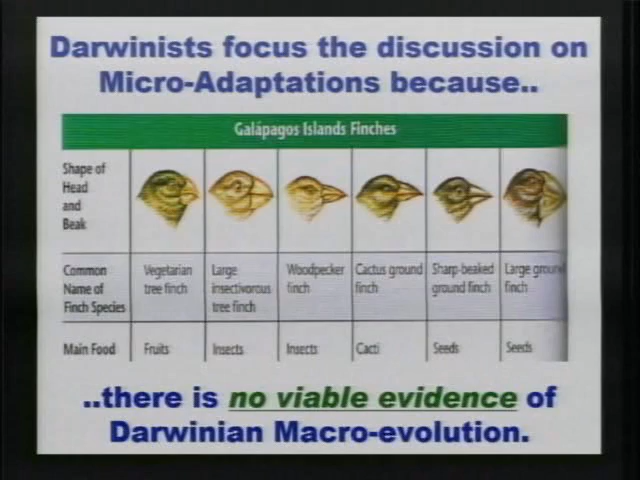 Darwinists focus the discussion on
Micro-Adaptations because..
Galápagos Islands Finches
Shape of
Head
and
Beak
Common
Name of
Finch Species
Vegetarian
tree finch
Large
insectivorous
tree finch
Woodpecker
finch
Cactus ground
finch
Sharp-beaked
ground finch
Large ground
finch
Main Food
Fruits
Insects
Insects
Cacti
Seeds
Seeds
..there is no viable evidence of
Darwinian Macro-evolution.